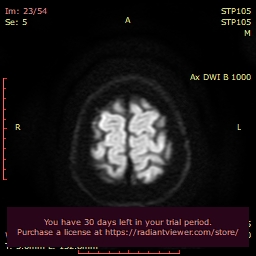 Im: 23/54
Se: 5
STP105
STP105
M
A
Ax DWI B 1000
R
L
You have 30 days left in your trial period.
Purchase a license at https://radiantviewer.com/store/